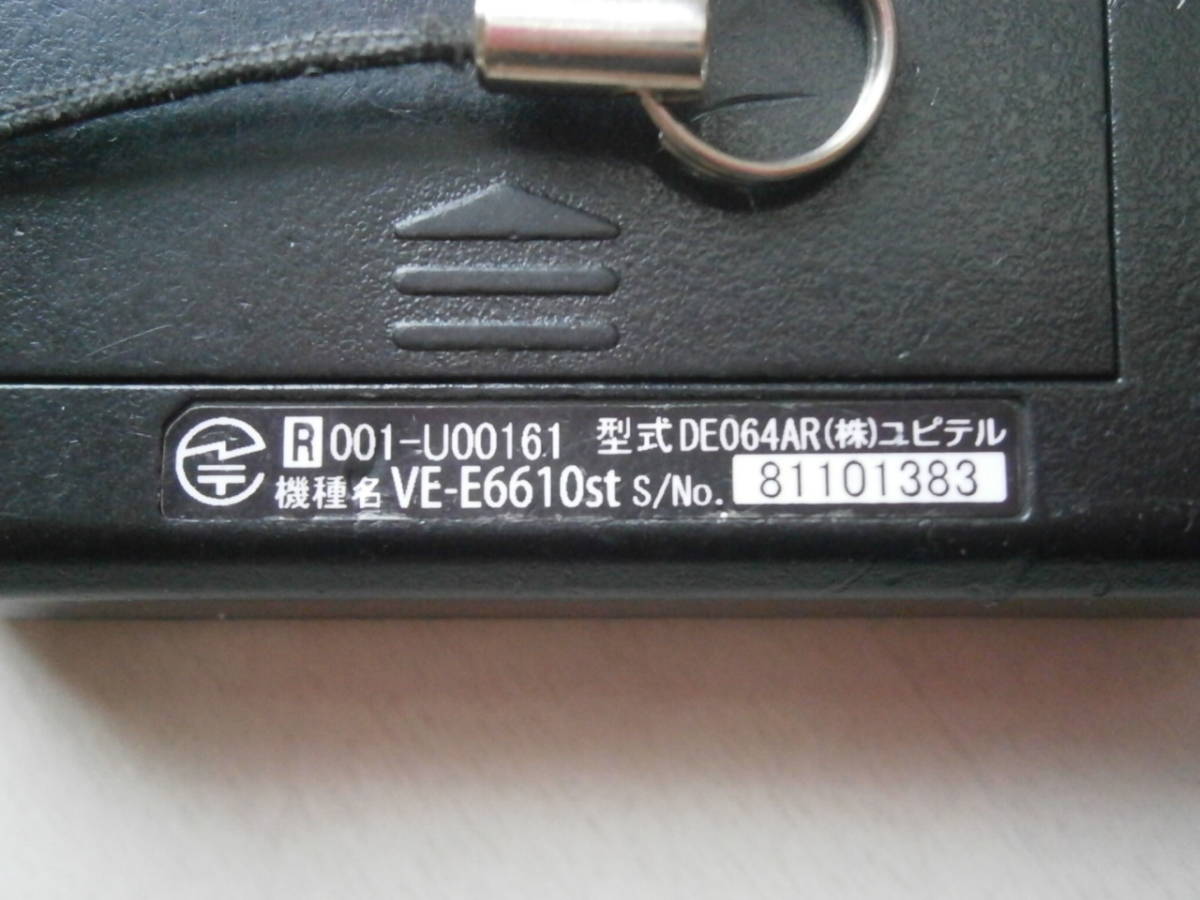 R 001-U00161 型式 DE064AR(株)ユピテル
機種名 VE-E6610st S/No. 81101383